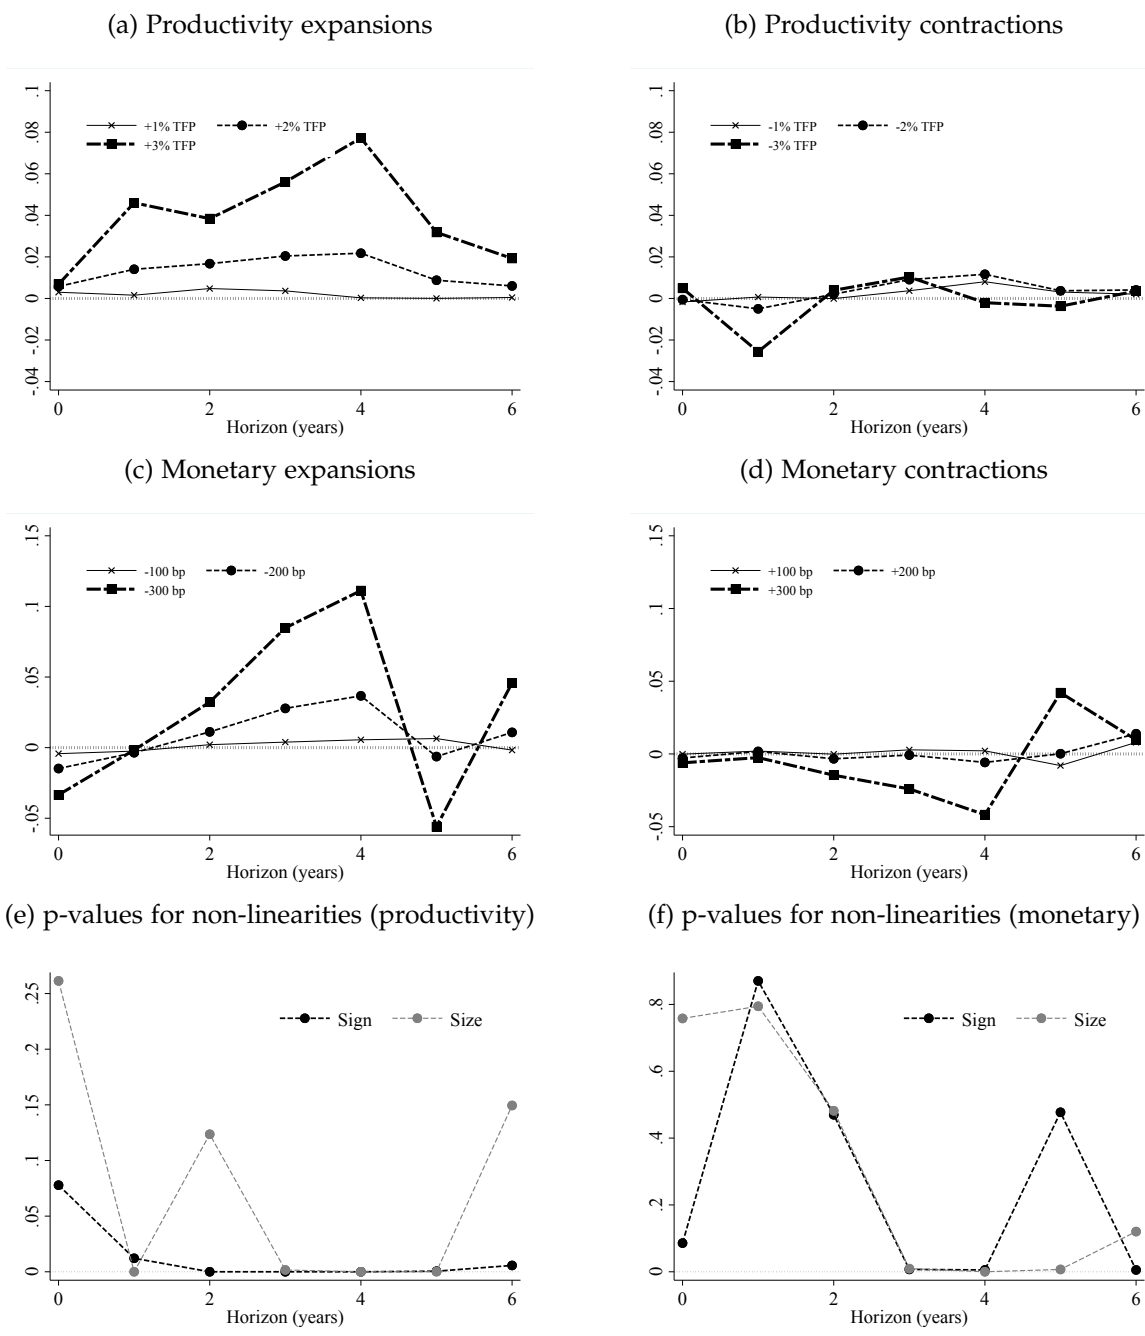 (a) Productivity expansions
(b) Productivity contractions
.1
.08
.06
.04
.02
0
-.02
-.04
+1% TFP
+2% TFP
+3% TFP
0 2 4 6
Horizon (years)
.1
.08
.06
.04
.02
0
-.02
-.04
-1% TFP
-2% TFP
-3% TFP
0 2 4 6
Horizon (years)
(c) Monetary expansions
(d) Monetary contractions
.15
.1
.05
0
-.05
-100 bp
-200 bp
-300 bp
0 2 4 6
Horizon (years)
.15
.1
.05
0
-.05
+100 bp
+200 bp
+300 bp
0 2 4 6
Horizon (years)
(e) p-values for non-linearities (productivity)
(f) p-values for non-linearities (monetary)
.25
.2
.15
.1
.05
0
Sign
Size
0 2 4 6
Horizon (years)
.8
.6
.4
.2
0
Sign
Size
0 2 4 6
Horizon (years)